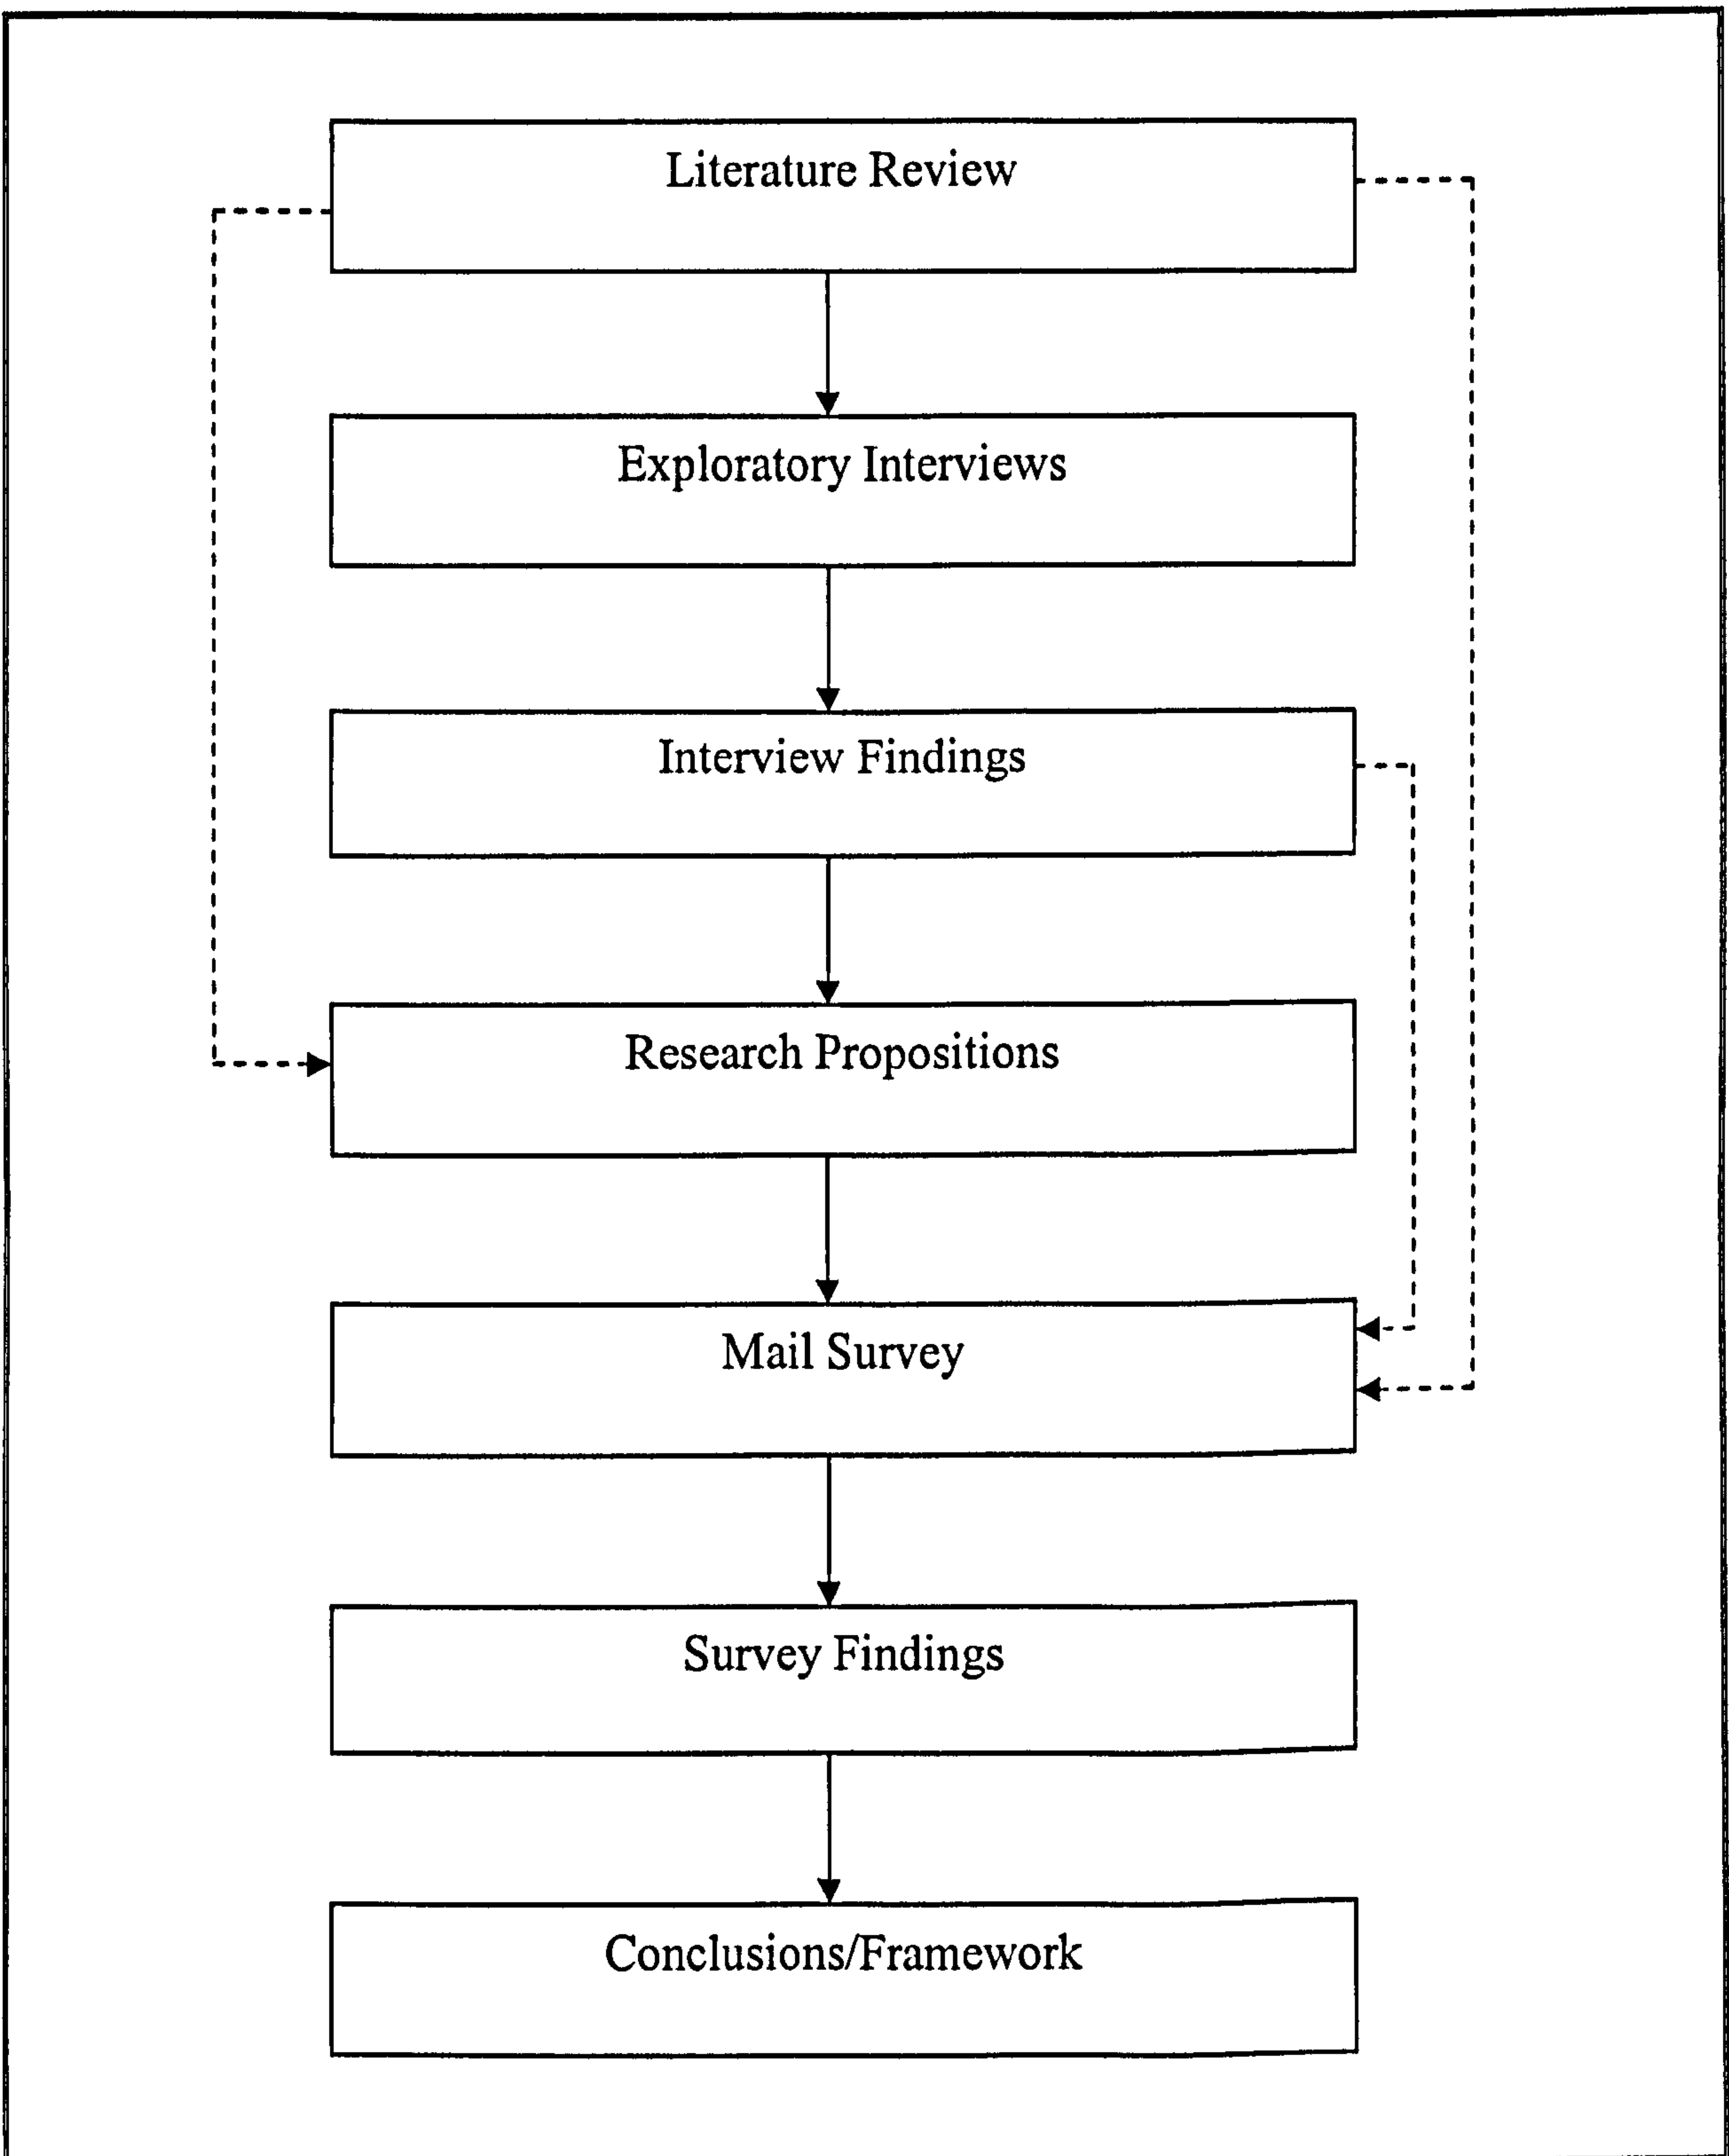 Literature Review
Exploratory Interviews
Interview Findings
Research Propositions
Mail Survey
Survey Findings
Conclusions/Framework